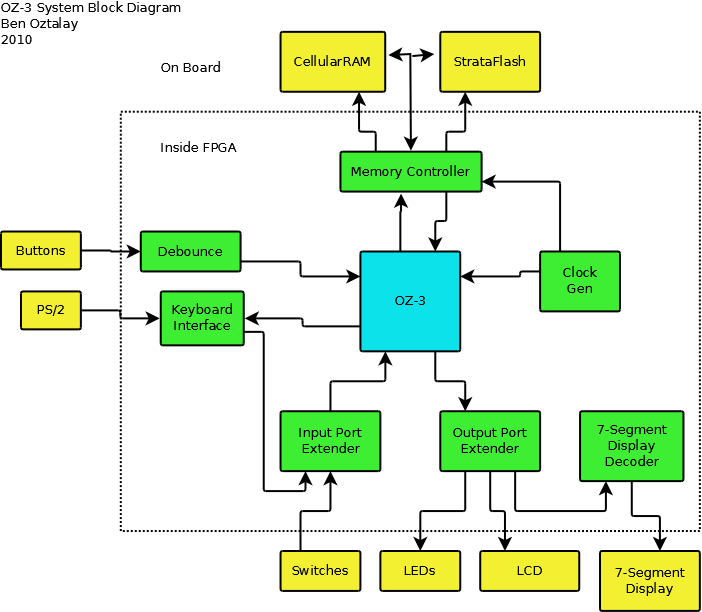 OZ-3 System Block Diagram
Ben Oztalay
2010
On Board
CellularRAM
StrataFlash
Inside FPGA
Memory Controller
Buttons
Debounce
OZ-3
Clock
Gen
PS/2
Keyboard
Interface
Input Port
Extender
Output Port
Extender
7-Segment
Display
Decoder
Switches
LEDs
LCD
7-Segment
Display